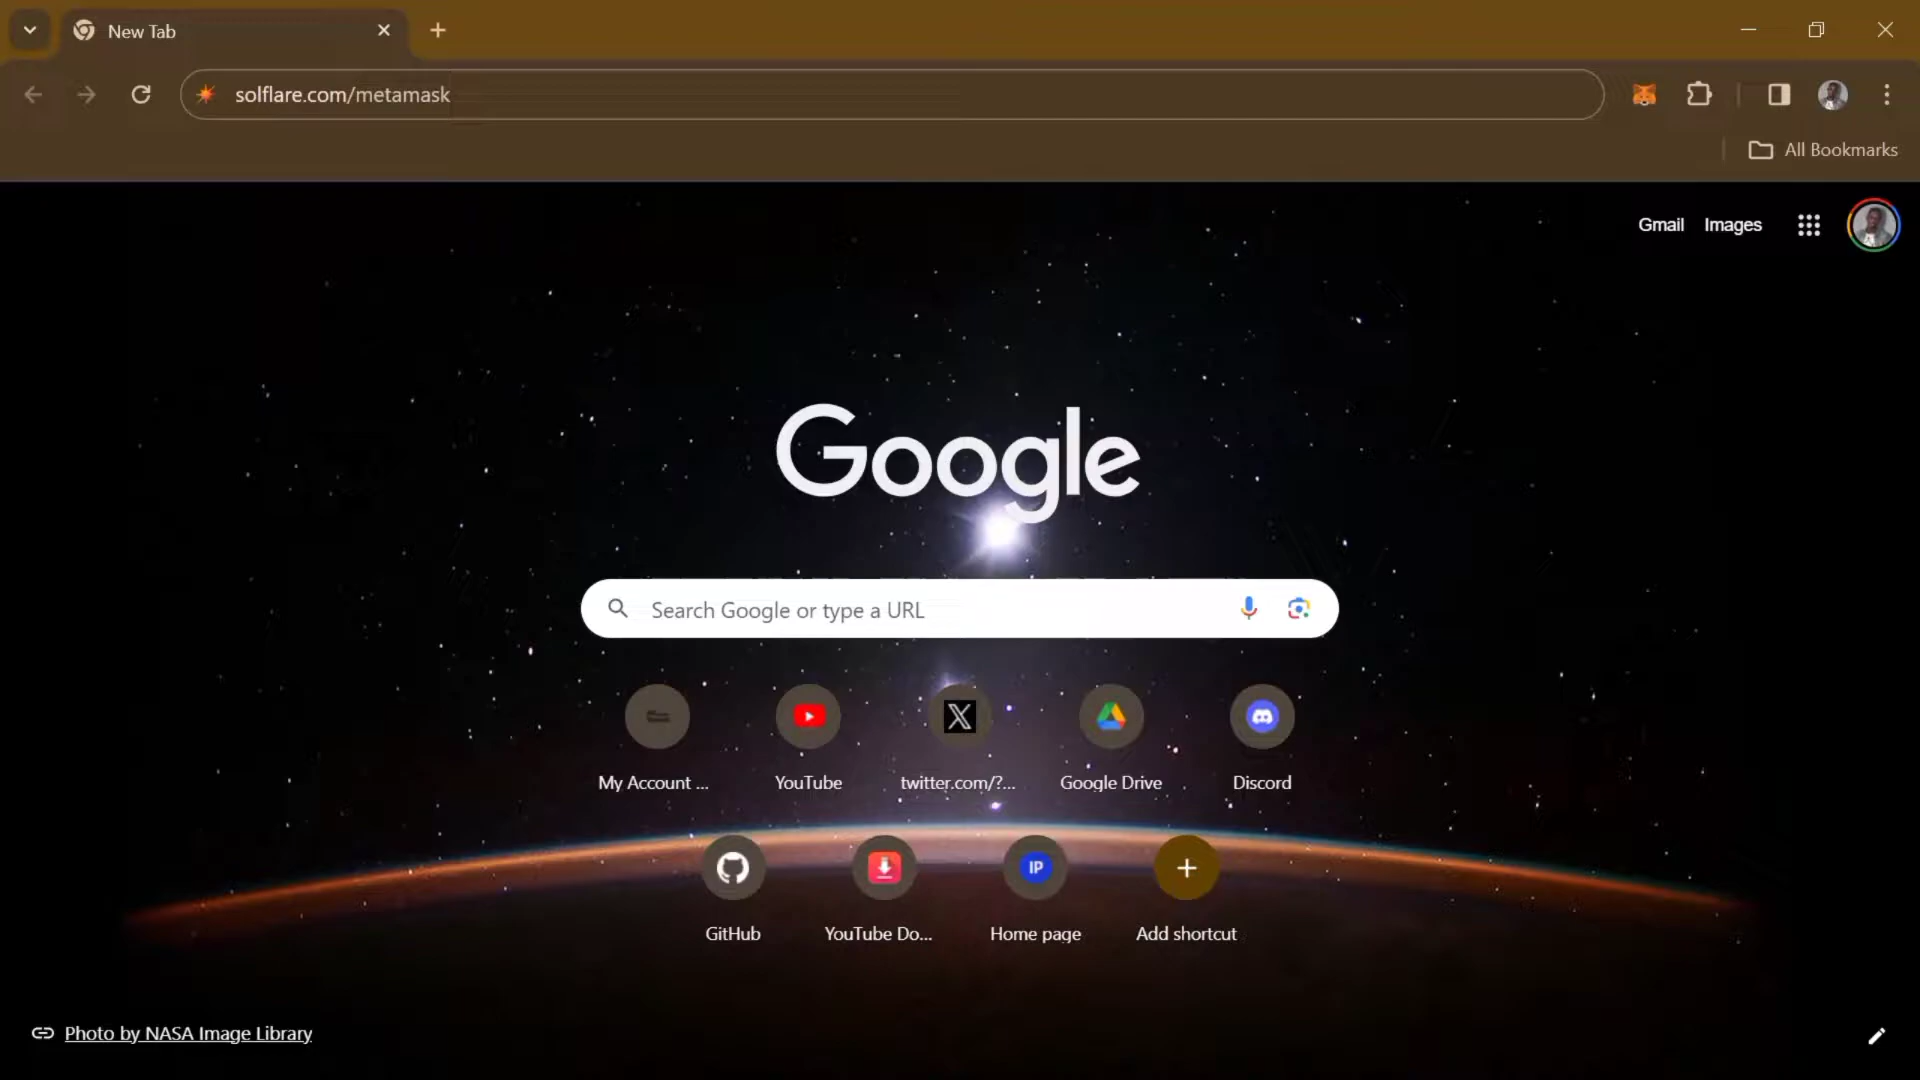 New Tab
solflare.com/metamask
All Bookmarks
Gmail Images
Google
Search Google or type a URL
My Account ...
YouTube
twitter.com/?...
Google Drive
Discord
IP
GitHub
YouTube Do...
Home page
Add shortcut
Photo by NASA Image Library